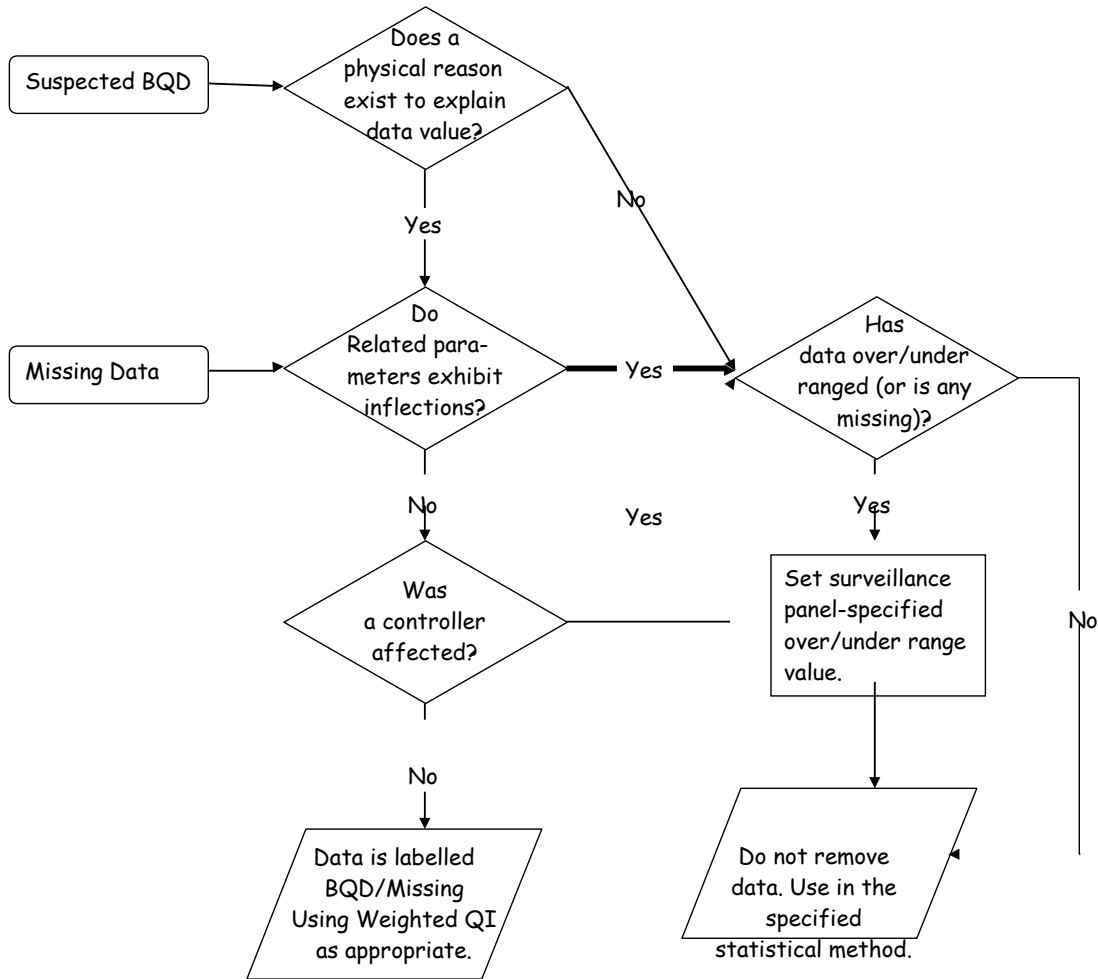 Does a
physical reason
exist to explain
data value?
Suspected BQD
No
Yes
Do
Related para-
meters exhibit
inflections?
Missing Data
Yes
Has
data over/under
ranged (or is any
missing)?
No
Yes
Yes
Was
a controller
affected?
Set surveillance
panel-specified
over/under range
value.
No
No
Data is labelled
BQD/Missing
Using Weighted QI
as appropriate.
Do not remove
data. Use in the
specified
statistical method.